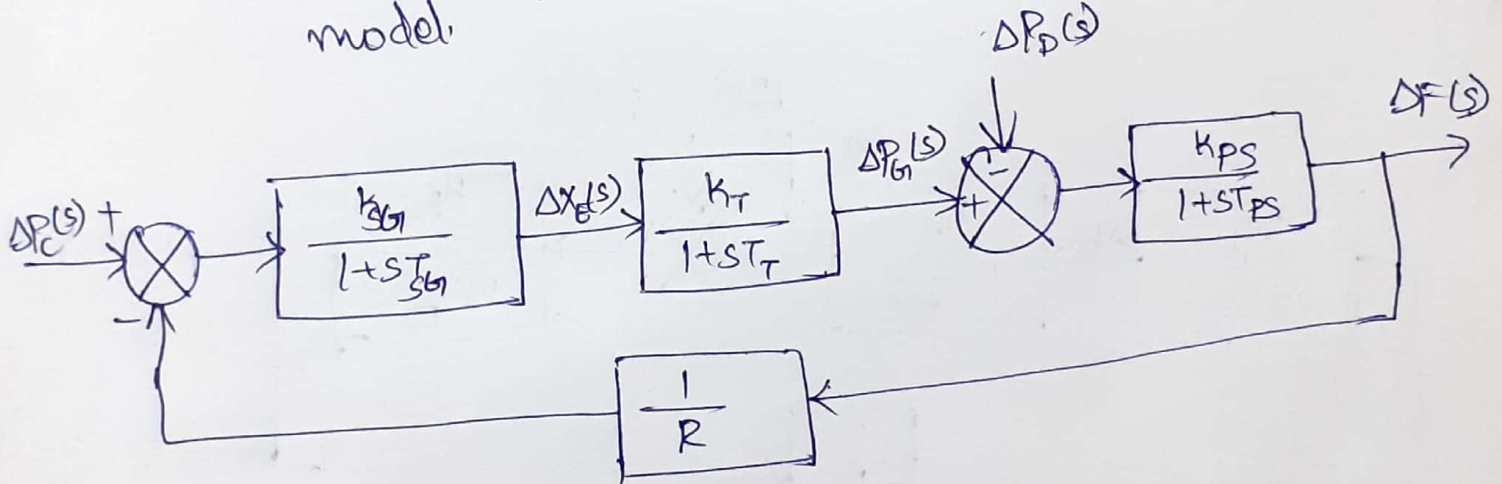 model.
ΔP_D(s)
ΔF(s)
ΔP_C(s) +
-
K_SG
1+sT_SG
ΔX_E(s)
K_T
1+sT_T
ΔP_G(s)
+
-
K_PS
1+sT_PS
1
R